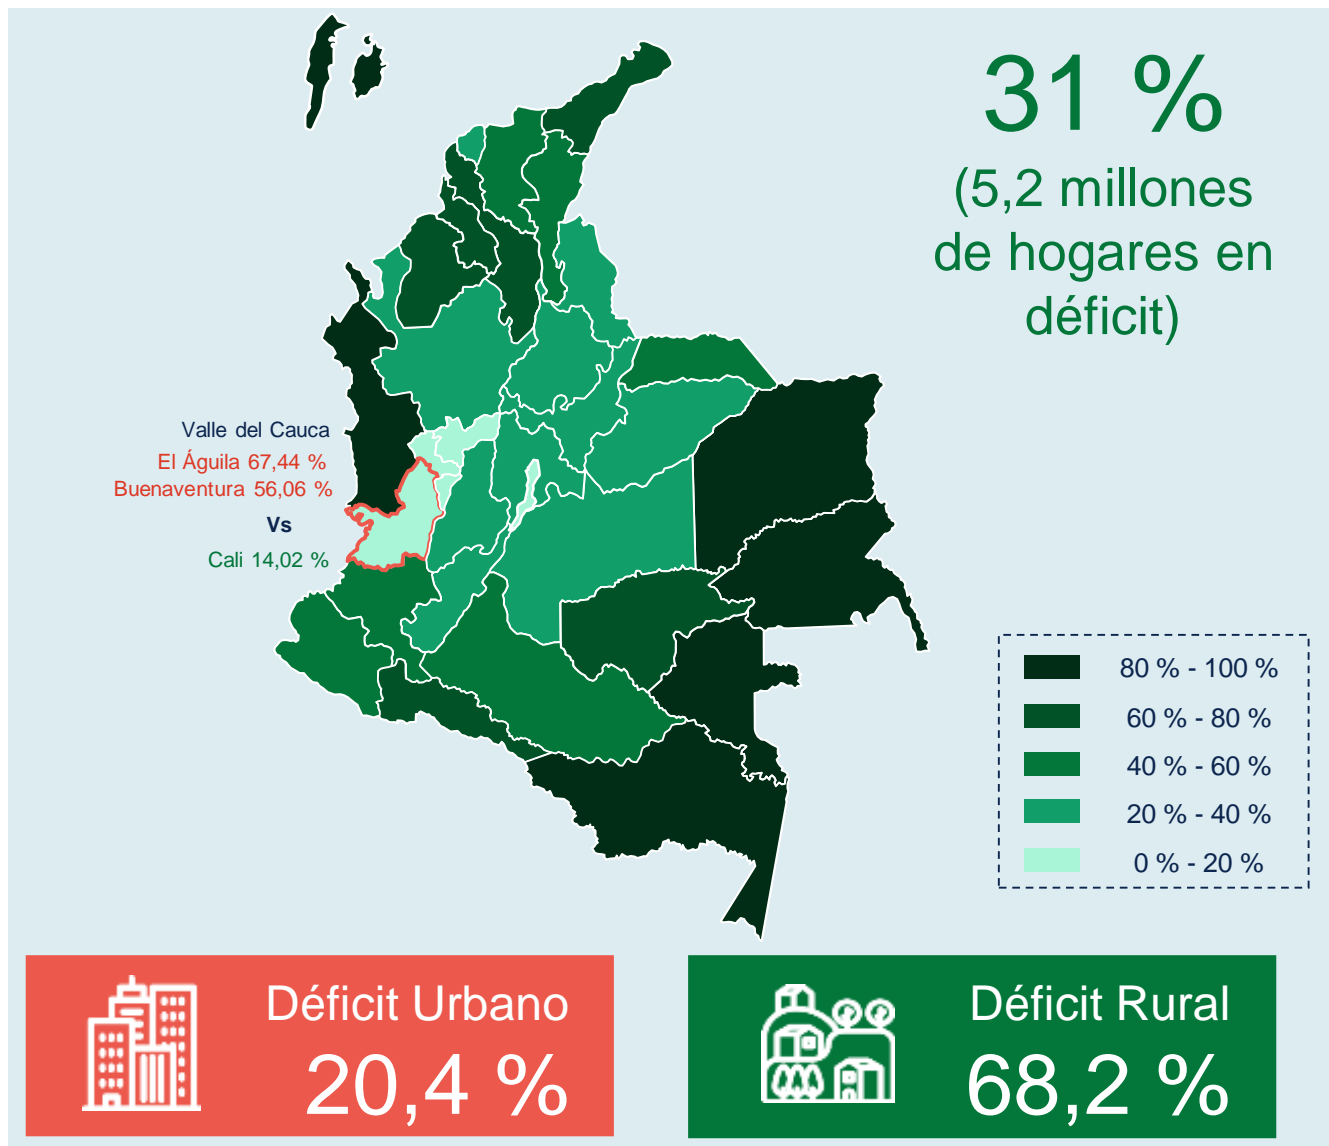 31 %
(5,2 millones
de hogares en
déficit)
Valle del Cauca
El Águila 67,44 %
Buenaventura 56,06 %
Vs
Cali 14,02 %
80 % - 100 %
60 % - 80 %
40 % - 60 %
20 % - 40 %
0 % - 20 %
Déficit Urbano
20,4 %
Déficit Rural
68,2 %